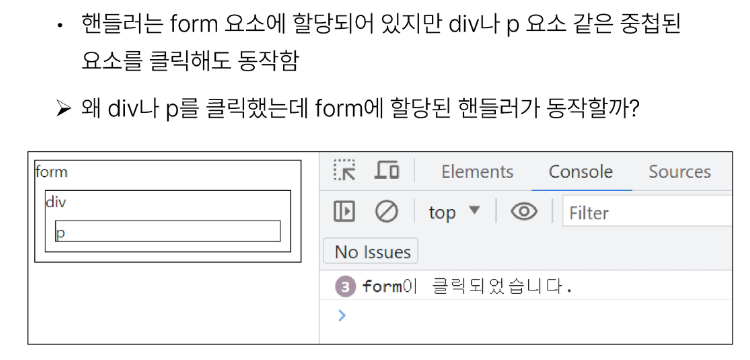 • 핸들러는 form 요소에 할당되어 있지만 div나 p 요소 같은 중첩된
요소를 클릭해도 동작함
➢ 왜 div나 p를 클릭했는데 form에 할당된 핸들러가 동작할까?
form
div
p
Elements Console Sources
top ▼ Filter
No Issues
3 form이 클릭되었습니다.
>